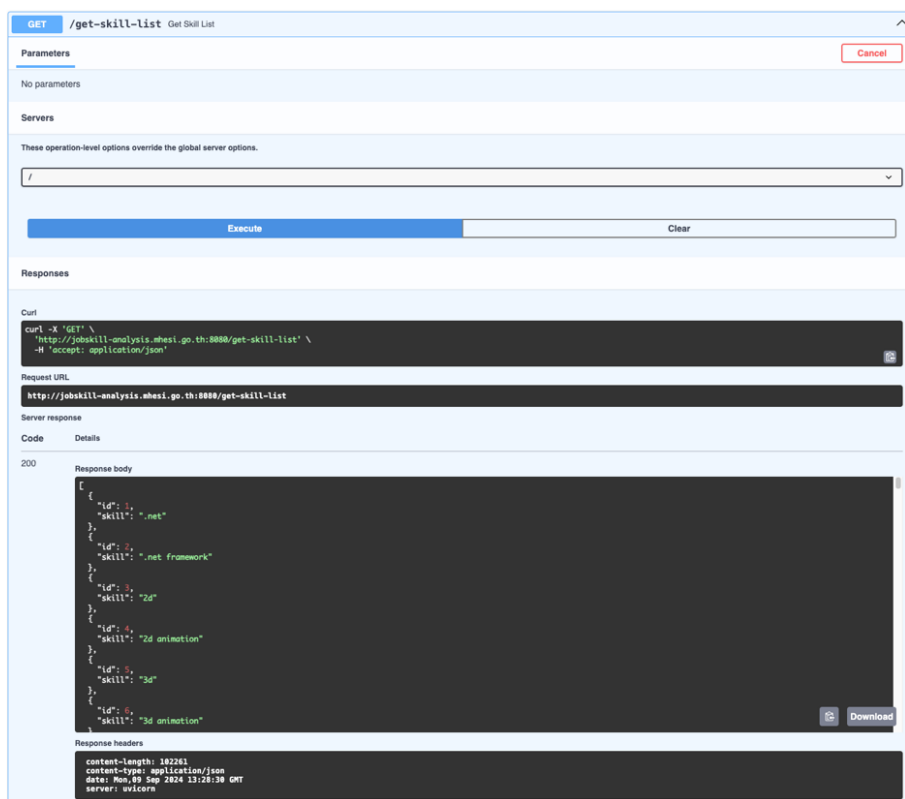 GET /get-skill-list Get Skill List
Parameters
Cancel
No parameters
Servers
These operation-level options override the global server options.
/
Execute
Clear
Responses
Curl
curl -X 'GET' \
'http://jobskill-analysis.mhesi.go.th:8080/get-skill-list' \
-H 'accept: application/json'
Request URL
http://jobskill-analysis.mhesi.go.th:8080/get-skill-list
Server response
Code Details
200
Response body
[
{
"id": 1,
"skill": ".net"
},
{
"id": 2,
"skill": ".net framework"
},
{
"id": 3,
"skill": "2d"
},
{
"id": 4,
"skill": "2d animation"
},
{
"id": 5,
"skill": "3d"
},
{
"id": 6,
"skill": "3d animation"
}
Download
Response headers
content-length: 102261
content-type: application/json
date: Mon,09 Sep 2024 13:28:30 GMT
server: uvicorn